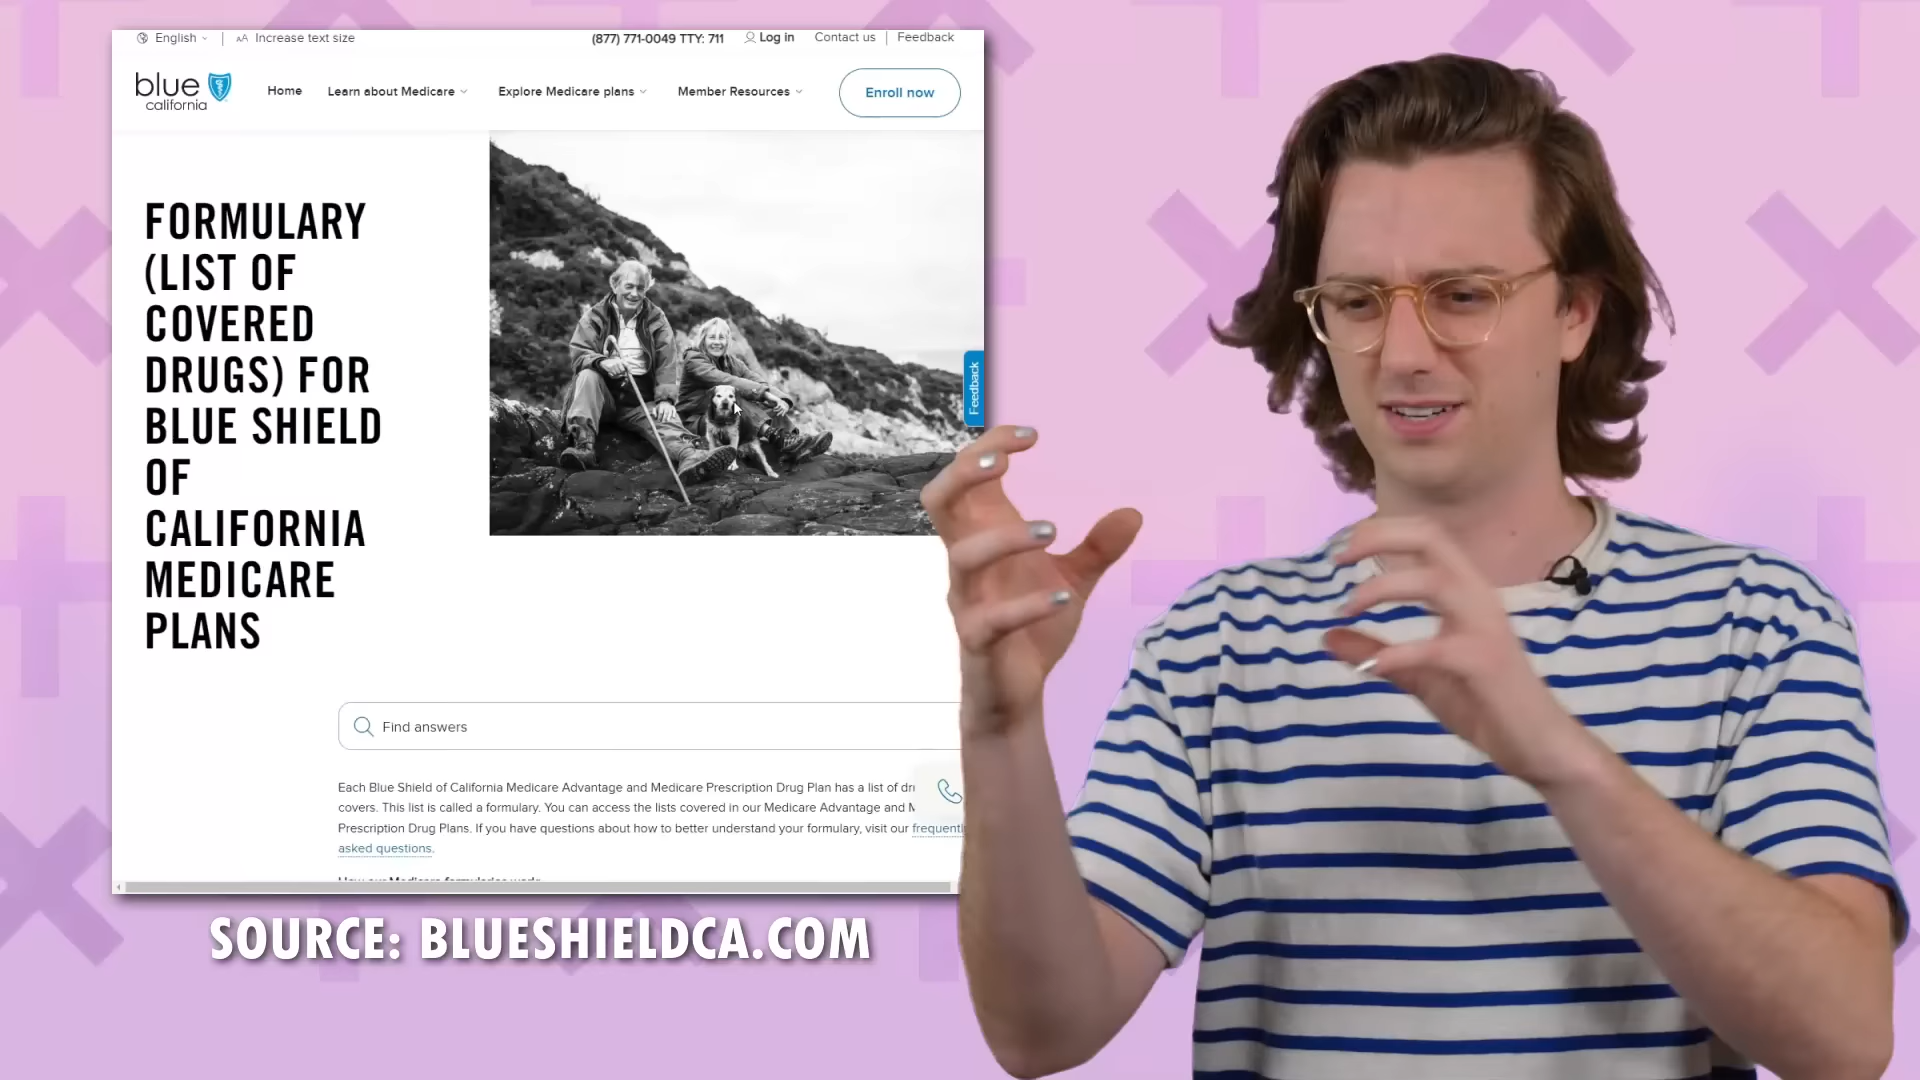 English
Increase text size
(877) 771-0049 TTY: 711
Log in
Contact us
Feedback
blue
california
Home
Learn about Medicare
Explore Medicare plans
Member Resources
Enroll now
FORMULARY
(LIST OF
COVERED
DRUGS) FOR
BLUE SHIELD
OF
CALIFORNIA
MEDICARE
PLANS
Feedback
Find answers
Each Blue Shield of California Medicare Advantage and Medicare Prescription Drug Plan has a list of
covers. This list is called a formulary. You can access the lists covered in our Medicare Advantage and
Prescription Drug Plans. If you have questions about how to better understand your formulary, visit our
asked questions.
SOURCE: BLUESHIELDCA.COM